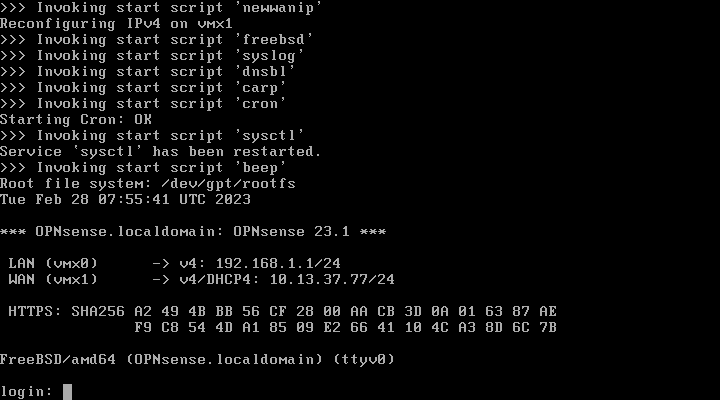 >>> Invoking start script 'newwanip'
Reconfiguring IPv4 on vmx1
>>> Invoking start script 'freebsd'
>>> Invoking start script 'syslog'
>>> Invoking start script 'dnsbl'
>>> Invoking start script 'carp'
>>> Invoking start script 'cron'
Starting Cron: OK
>>> Invoking start script 'sysctl'
Service `sysctl' has been restarted.
>>> Invoking start script 'beep'
Root file system: /dev/gpt/rootfs
Tue Feb 28 07:55:41 UTC 2023
*** OPNsense.localdomain: OPNsense 23.1 ***
LAN (vmx0) -> v4: 192.168.1.1/24
WAN (vmx1) -> v4/DHCP4: 10.13.37.77/24
HTTPS: SHA256 A2 49 4B BB 56 CF 28 00 AA CB 3D 0A 01 63 87 AE
F9 C8 54 4D A1 85 09 E2 66 41 10 4C A3 8D 6C 7B
FreeBSD/amd64 (OPNsense.localdomain) (ttyv0)
login: